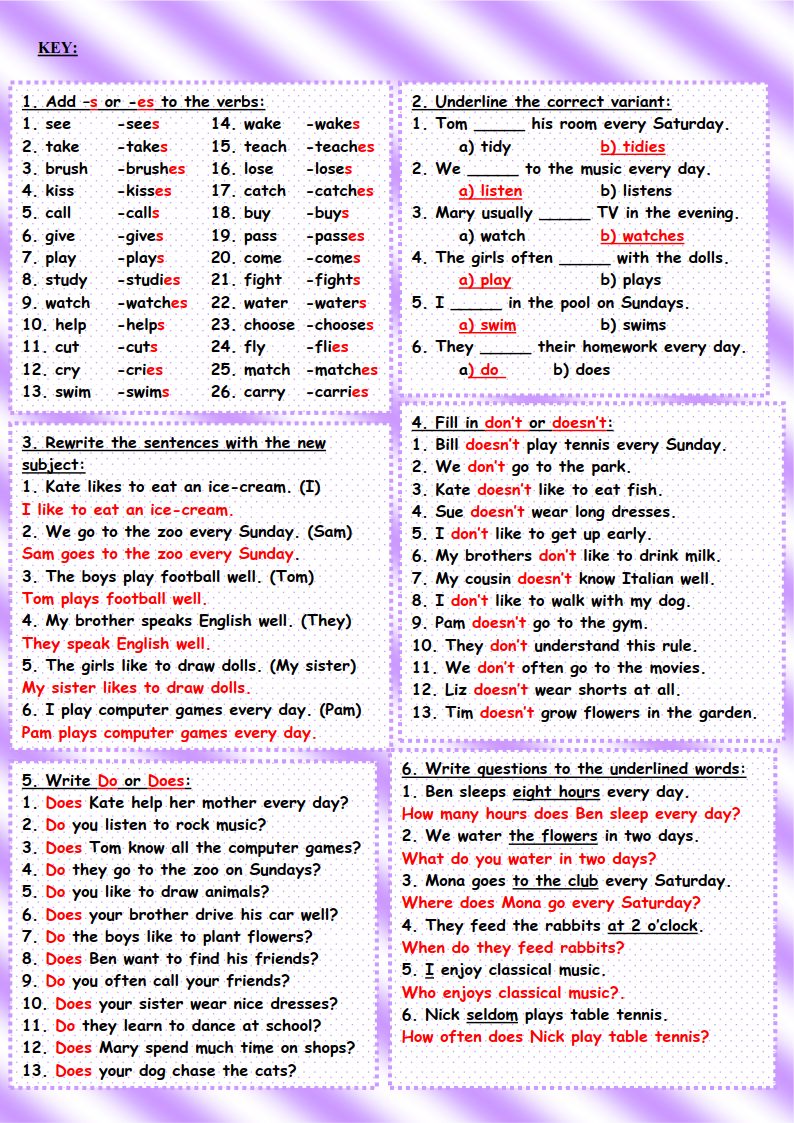 KEY:
1. Add –s or -es to the verbs:
1. see -sees 14. wake -wakes
2. take -takes 15. teach -teaches
3. brush -brushes 16. lose -loses
4. kiss -kisses 17. catch -catches
5. call -calls 18. buy -buys
6. give -gives 19. pass -passes
7. play -plays 20. come -comes
8. study -studies 21. fight -fights
9. watch -watches 22. water -waters
10. help -helps 23. choose -chooses
11. cut -cuts 24. fly -flies
12. cry -cries 25. match -matches
13. swim -swims 26. carry -carries
2. Underline the correct variant:
1. Tom _____ his room every Saturday.
a) tidy b) tidies
2. We _____ to the music every day.
a) listen b) listens
3. Mary usually _____ TV in the evening.
a) watch b) watches
4. The girls often _____ with the dolls.
a) play b) plays
5. I _____ in the pool on Sundays.
a) swim b) swims
6. They _____ their homework every day.
a) do b) does
3. Rewrite the sentences with the new
subject:
1. Kate likes to eat an ice-cream. (I)
I like to eat an ice-cream.
2. We go to the zoo every Sunday. (Sam)
Sam goes to the zoo every Sunday.
3. The boys play football well. (Tom)
Tom plays football well.
4. My brother speaks English well. (They)
They speak English well.
5. The girls like to draw dolls. (My sister)
My sister likes to draw dolls.
6. I play computer games every day. (Pam)
Pam plays computer games every day.
4. Fill in don't or doesn't:
1. Bill doesn't play tennis every Sunday.
2. We don't go to the park.
3. Kate doesn't like to eat fish.
4. Sue doesn't wear long dresses.
5. I don't like to get up early.
6. My brothers don't like to drink milk.
7. My cousin doesn't know Italian well.
8. I don't like to walk with my dog.
9. Pam doesn't go to the gym.
10. They don't understand this rule.
11. We don't often go to the movies.
12. Liz doesn't wear shorts at all.
13. Tim doesn't grow flowers in the garden.
5. Write Do or Does:
1. Does Kate help her mother every day?
2. Do you listen to rock music?
3. Does Tom know all the computer games?
4. Do they go to the zoo on Sundays?
5. Do you like to draw animals?
6. Does your brother drive his car well?
7. Do the boys like to plant flowers?
8. Does Ben want to find his friends?
9. Do you often call your friends?
10. Does your sister wear nice dresses?
11. Do they learn to dance at school?
12. Does Mary spend much time on shops?
13. Does your dog chase the cats?
6. Write questions to the underlined words:
1. Ben sleeps eight hours every day.
How many hours does Ben sleep every day?
2. We water the flowers in two days.
What do you water in two days?
3. Mona goes to the club every Saturday.
Where does Mona go every Saturday?
4. They feed the rabbits at 2 o'clock.
When do they feed rabbits?
5. I enjoy classical music.
Who enjoys classical music?.
6. Nick seldom plays table tennis.
How often does Nick play table tennis?